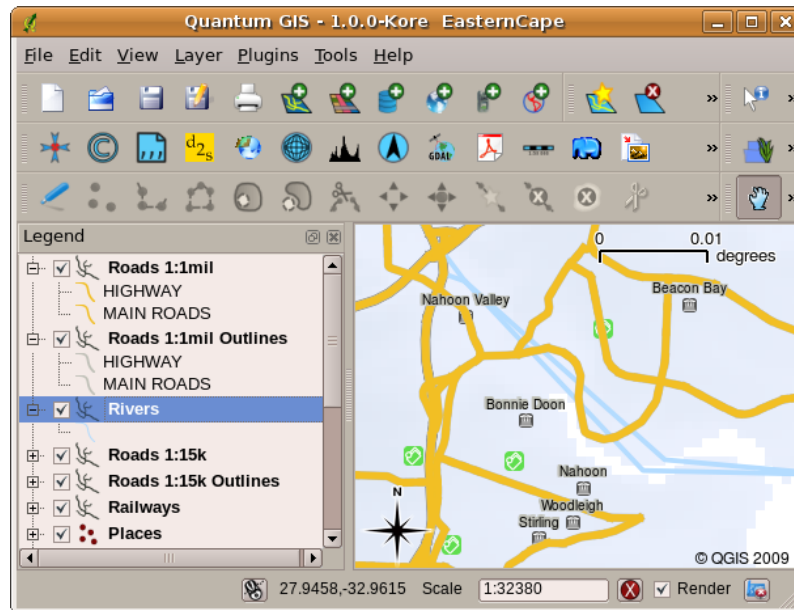 Quantum GIS - 1.0.0-Kore EasternCape
File Edit View Layer Plugins Tools Help
d2s
GDAL
Legend
Roads 1:1mil
HIGHWAY
MAIN ROADS
Roads 1:1mil Outlines
HIGHWAY
MAIN ROADS
Rivers
Roads 1:15k
Roads 1:15k Outlines
Railways
Places
0 0.01
degrees
Beacon Bay
Nahoon Valley
Bonnie Doon
Nahoon
Woodleigh
Stirling
N
© QGIS 2009
27.9458,-32.9615 Scale 1:32380 Render